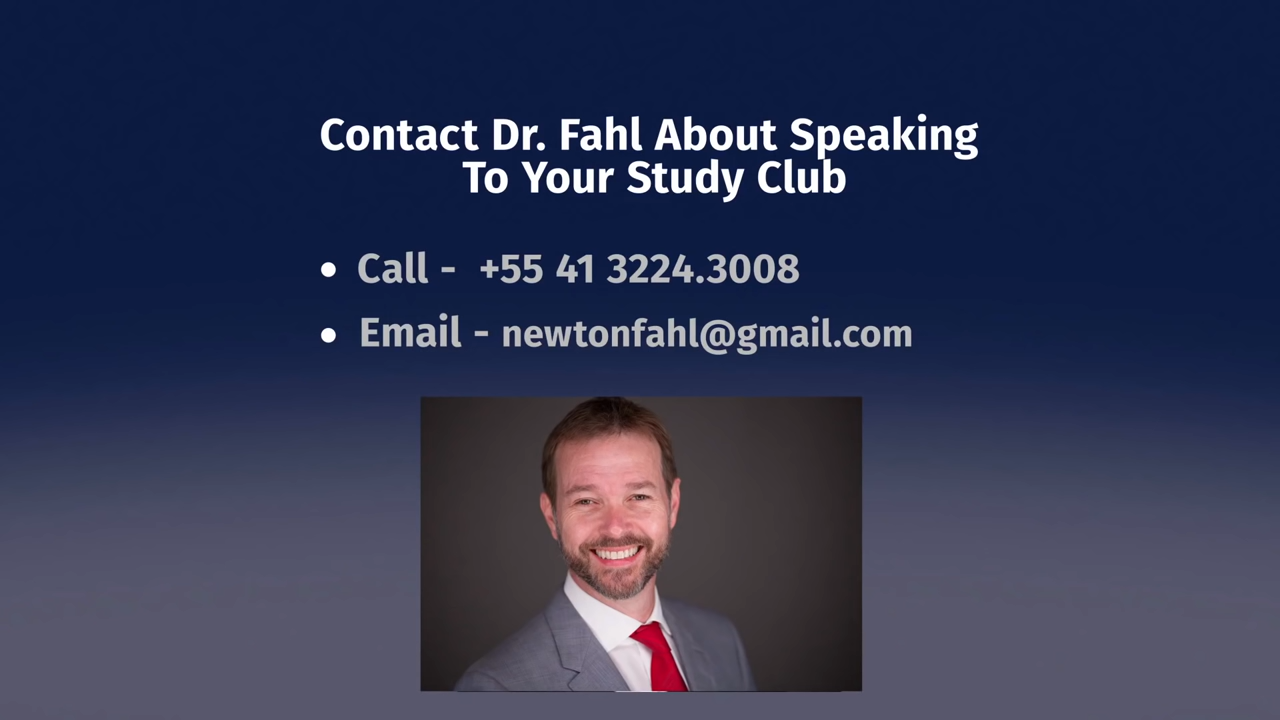 Contact Dr. Fahl About Speaking
To Your Study Club
• Call - +55 41 3224.3008
• Email - newtonfahl@gmail.com